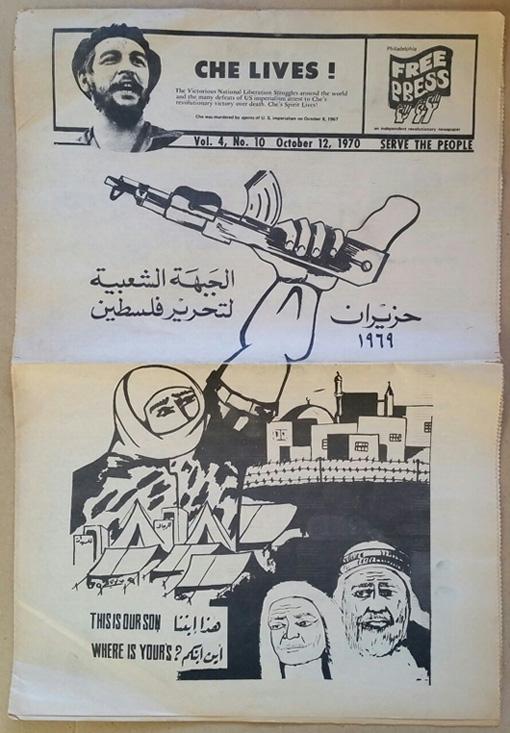 CHE LIVES !
The Victorious National Liberation Struggles around the world
and the many defeats of US imperialism attest to Che's
revolutionary victory over death. Che's Spirit Lives!
Che was murdered by agents of U. S. imperialism on October 8, 1967
Philadelphia
FREE
PRESS
an independent revolutionary newspaper
Vol. 4, No. 10 October 12, 1970 SERVE THE PEOPLE
الجبهة الشعبية
لتحرير فلسطين
حزيران
١٩٦٩
THIS IS OUR SON هذا ابننا
WHERE IS YOUR'S? أين ابنكم؟